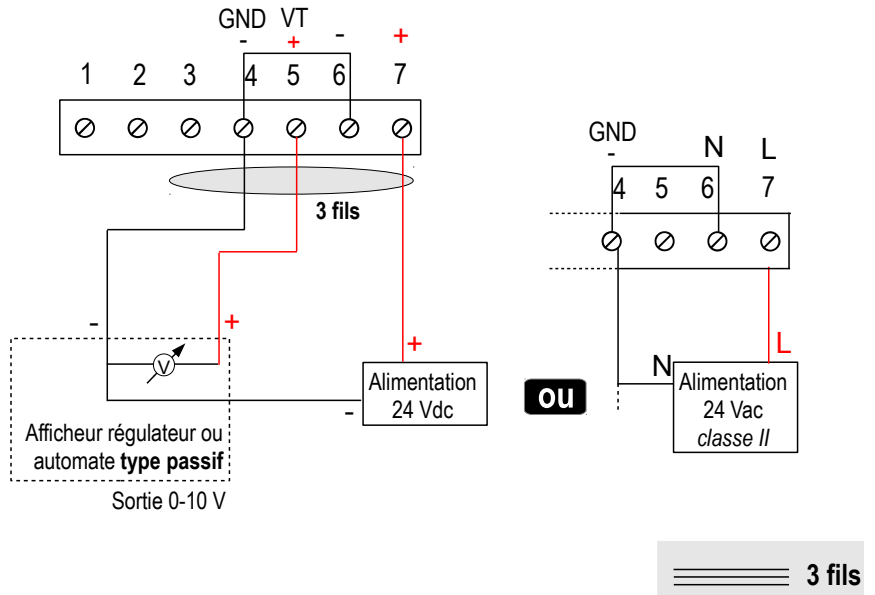 GND VT
- + - +
1 2 3 4 5 6 7
3 fils
- +
V
+
Alimentation
24 Vdc
-
Afficheur régulateur ou
automate type passif
Sortie 0-10 V
ou
GND
- N L
4 5 6 7
L
N
Alimentation
24 Vac
classe II
3 fils